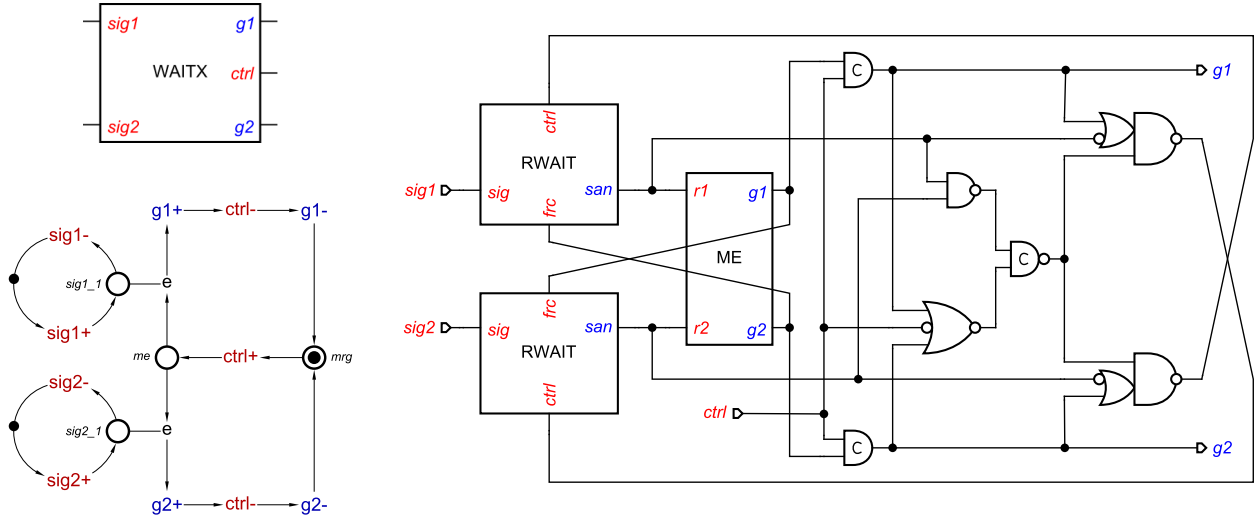 sig1 g1
WAITX ctrl
sig2 g2
g1+ ctrl- g1-
sig1-
sig1_1 e
sig1+
me ctrl+ mrg
sig2-
sig2_1 e
sig2+
g2+ ctrl- g2-
C g1
ctrl
RWAIT
sig1 sig san r1 g1
frc
C
ME
frc
sig2 sig san r2 g2
RWAIT
ctrl
ctrl
C g2